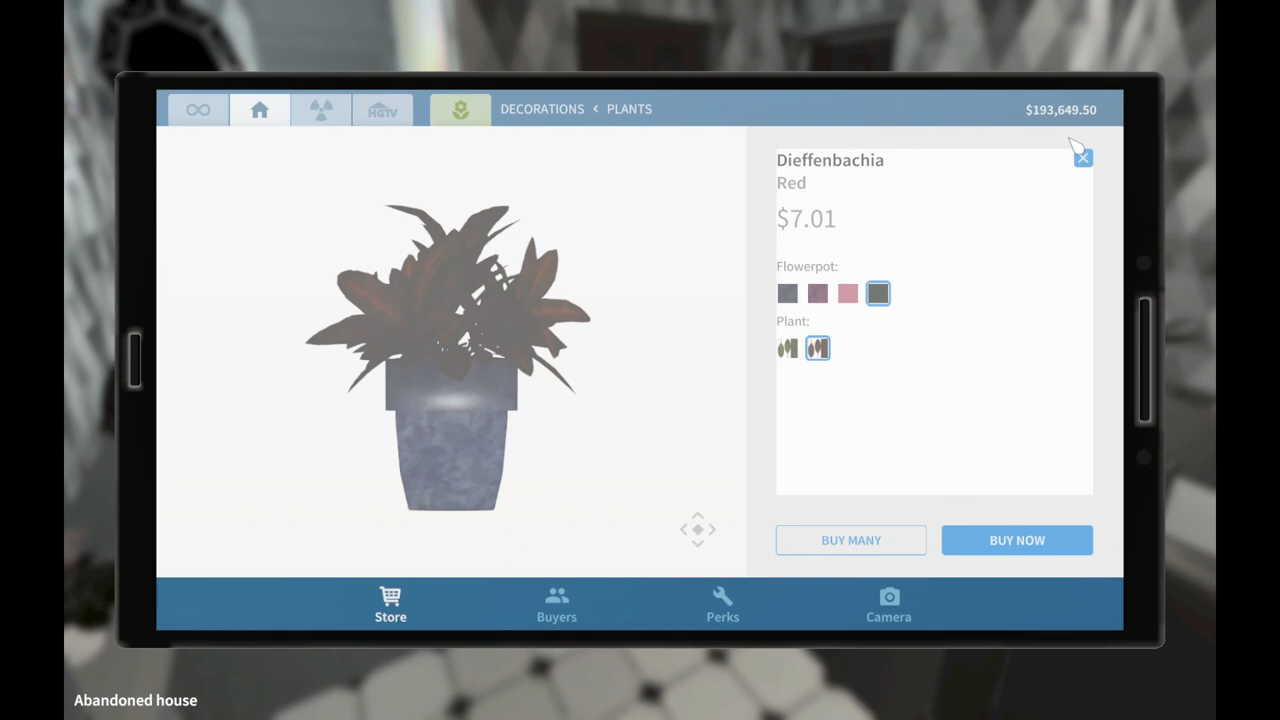 HGTV
DECORATIONS < PLANTS
$193,649.50
Dieffenbachia
Red
$7.01
Flowerpot:
Plant:
BUY MANY
BUY NOW
Store
Buyers
Perks
Camera
Abandoned house